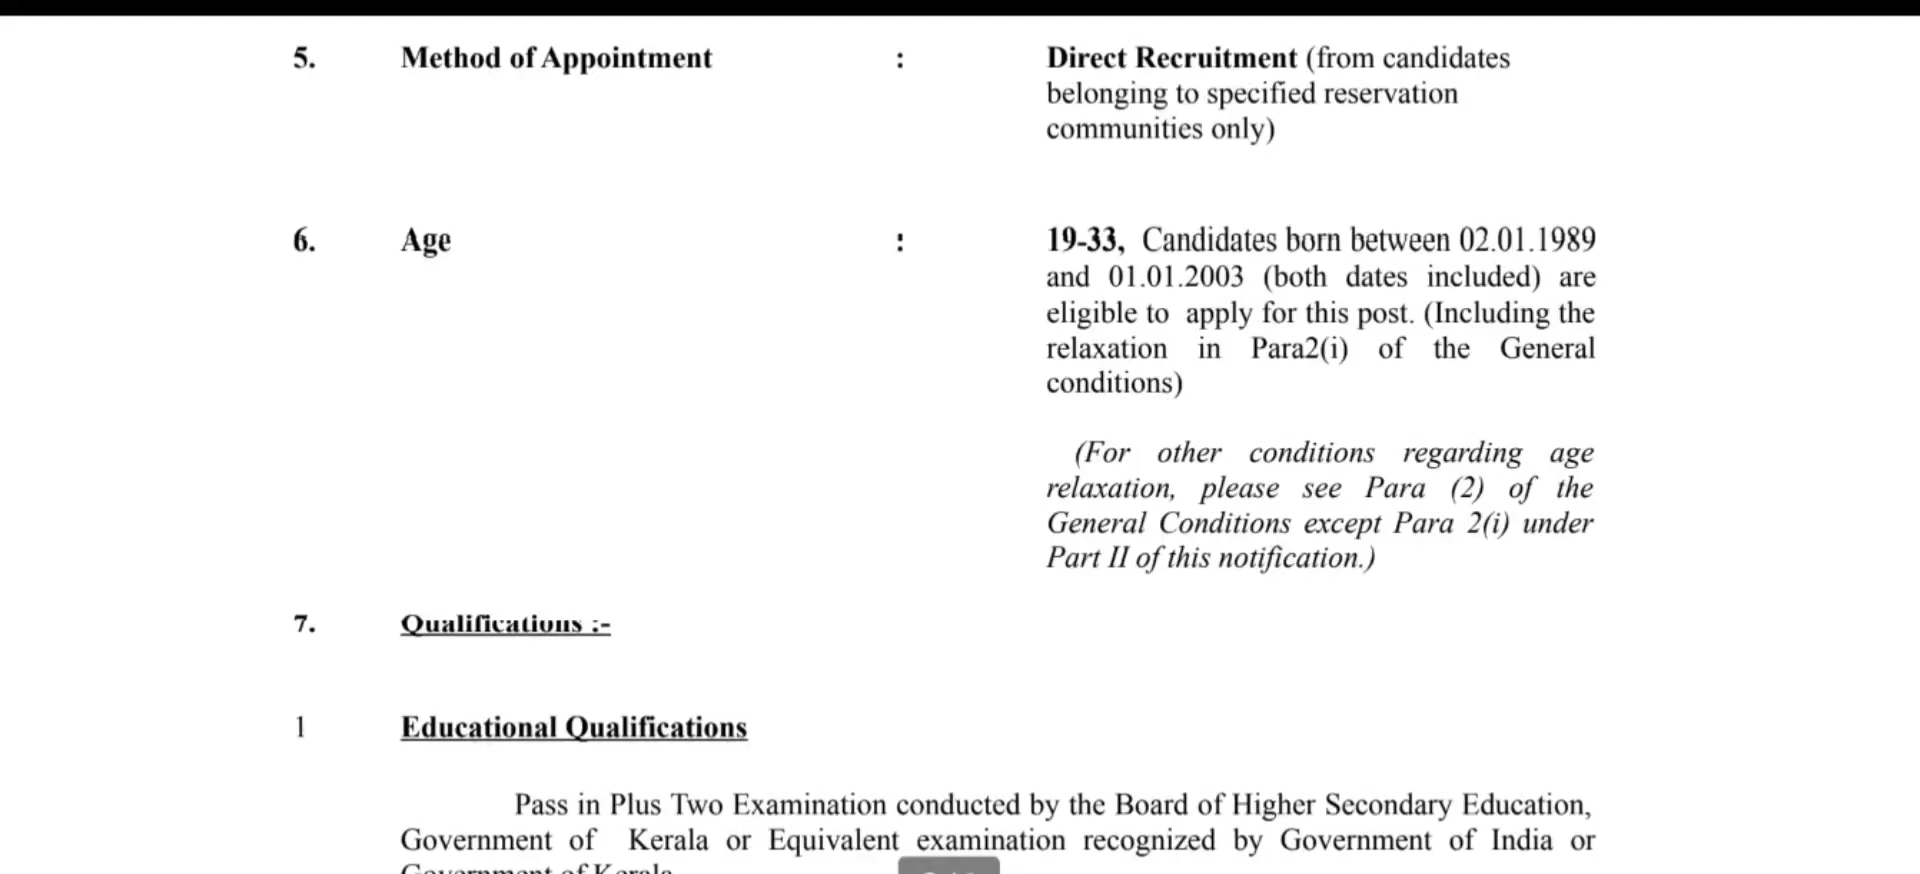 5. Method of Appointment : Direct Recruitment (from candidates
belonging to specified reservation
communities only)
6. Age : 19-33, Candidates born between 02.01.1989
and 01.01.2003 (both dates included) are
eligible to apply for this post. (Including the
relaxation in Para2(i) of the General
conditions)
(For other conditions regarding age
relaxation, please see Para (2) of the
General Conditions except Para 2(i) under
Part II of this notification.)
7. Qualifications :-
1 Educational Qualifications
Pass in Plus Two Examination conducted by the Board of Higher Secondary Education,
Government of Kerala or Equivalent examination recognized by Government of India or
Government of Kerala